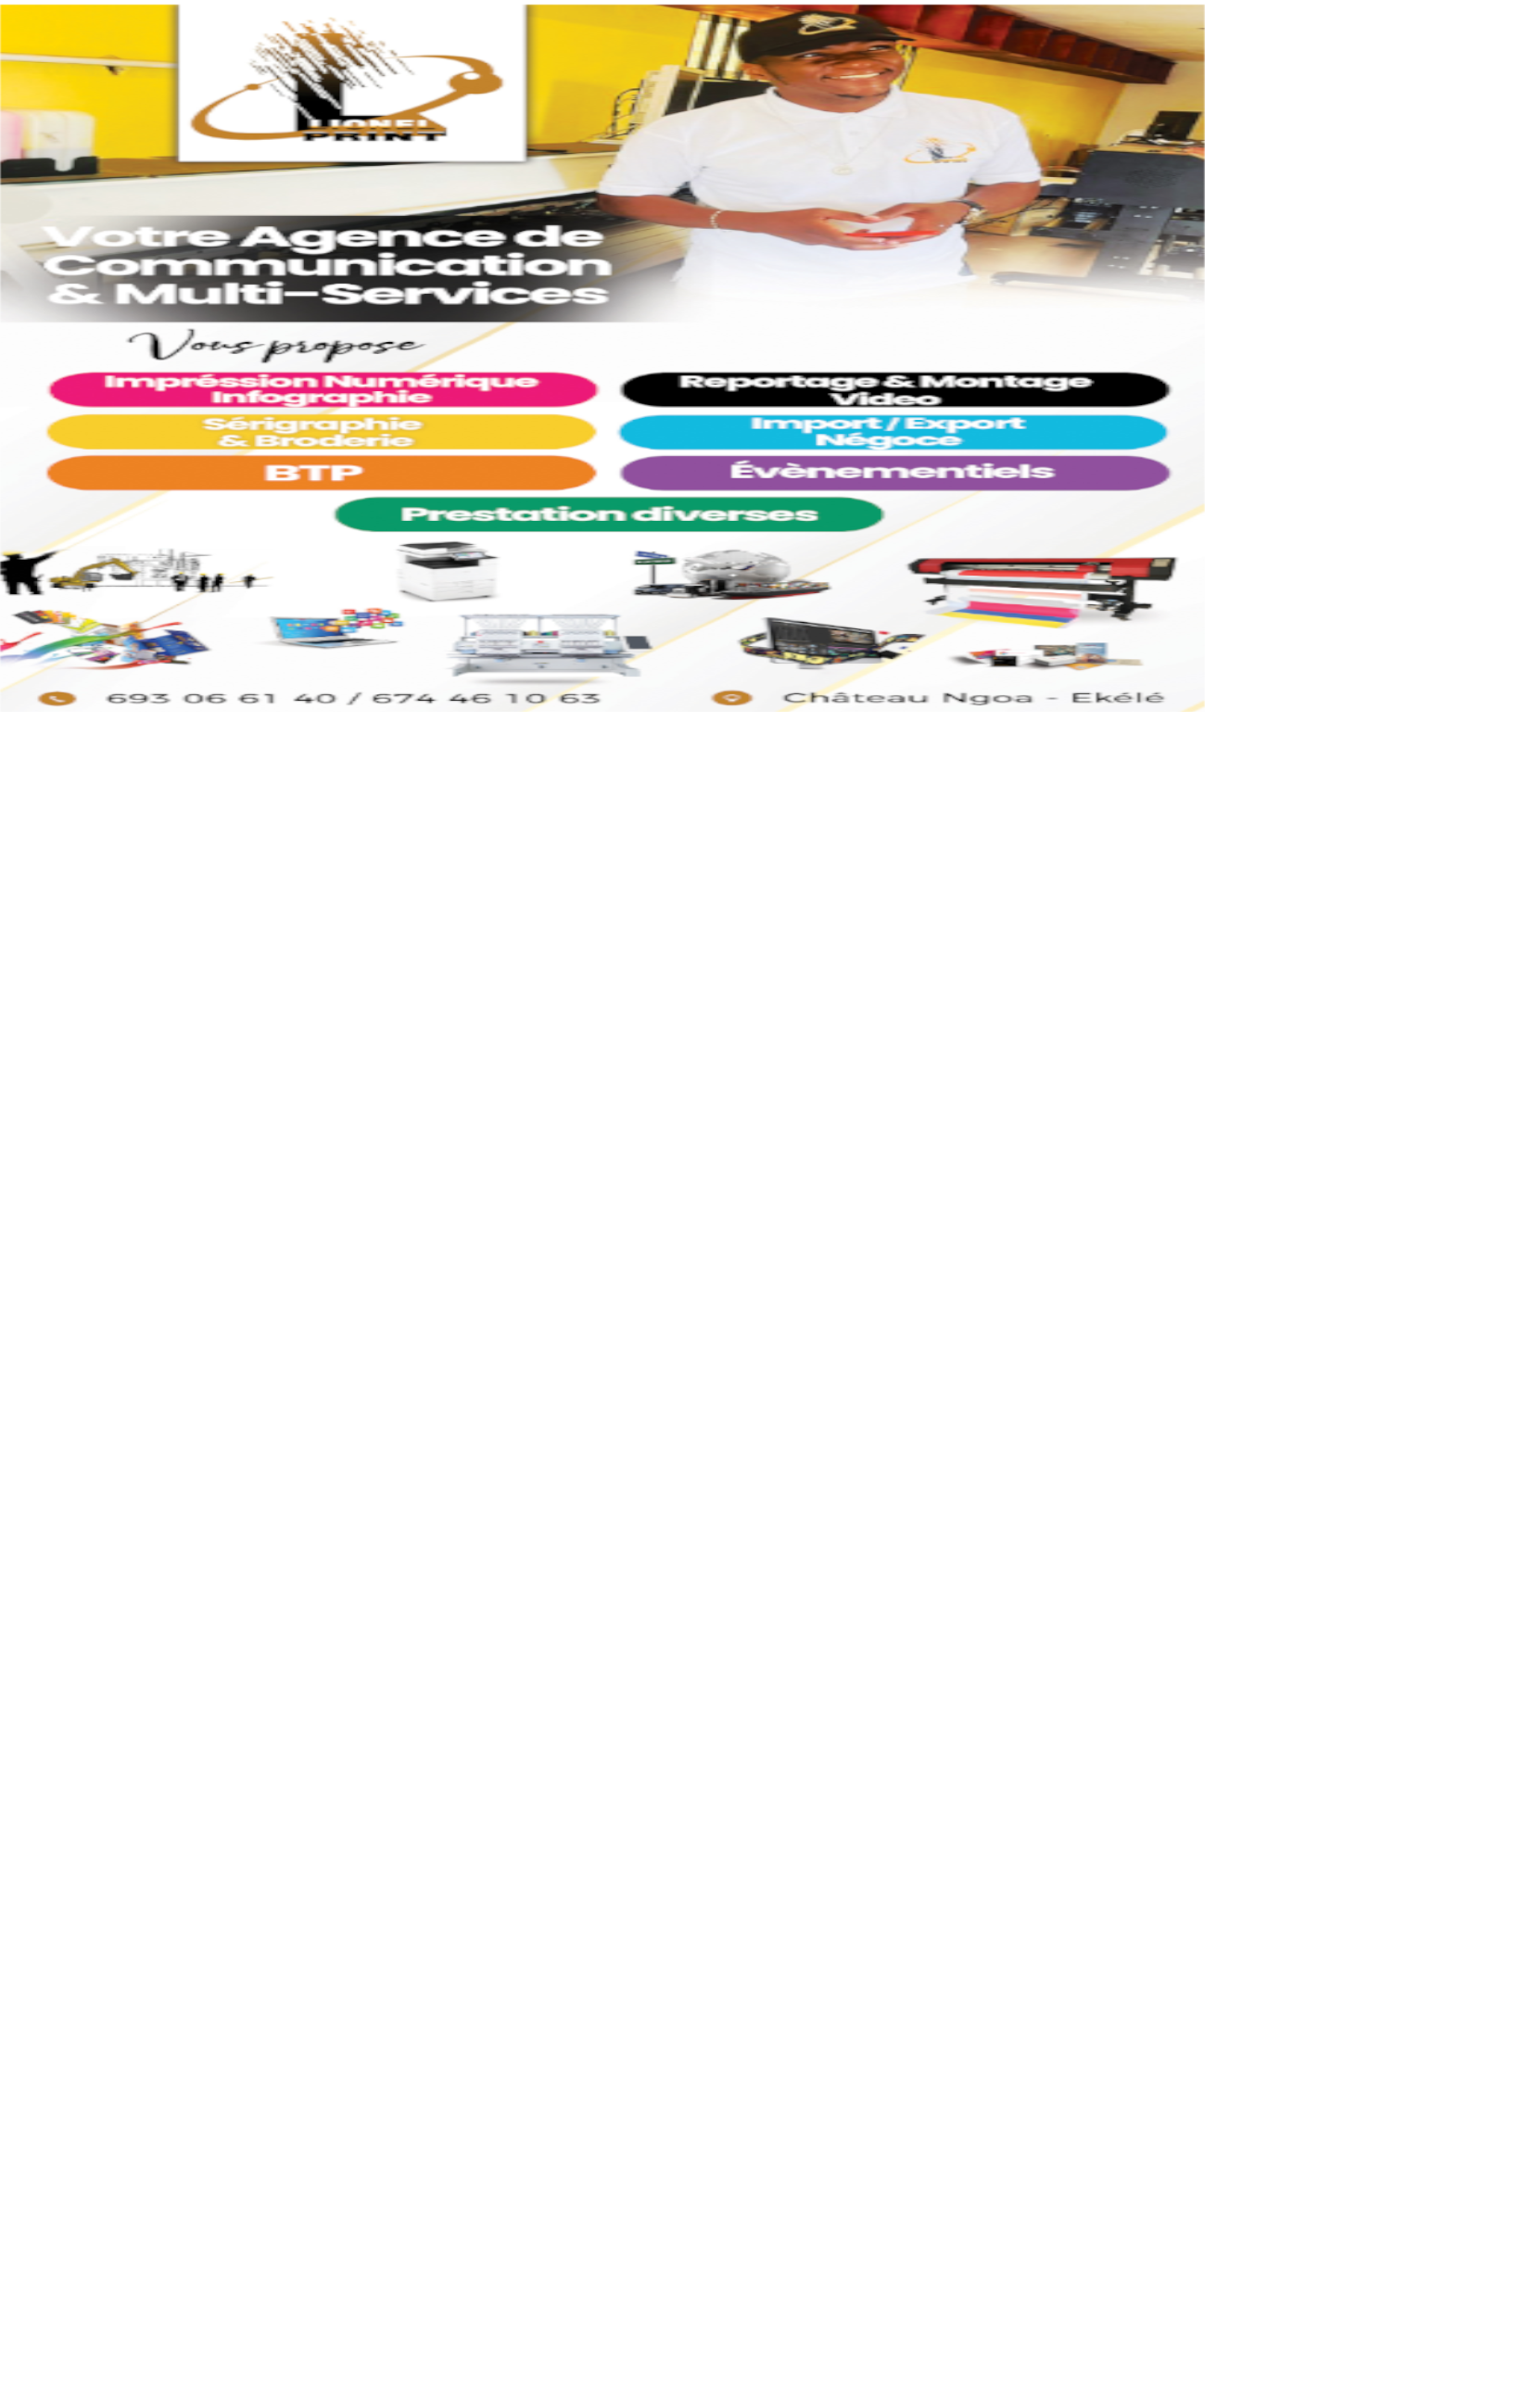 LIONEL
PRINT
Votre Agence de
Communication
& Multi-Services
Vous propose
Impréssion Numérique
Infographie
Reportage & Montage
Video
Sérigraphie
& Broderie
Import / Export
Négoce
BTP
Évènementiels
Prestation diverses
693 06 61 40 / 674 46 10 63
Château Ngoa - Ekélé